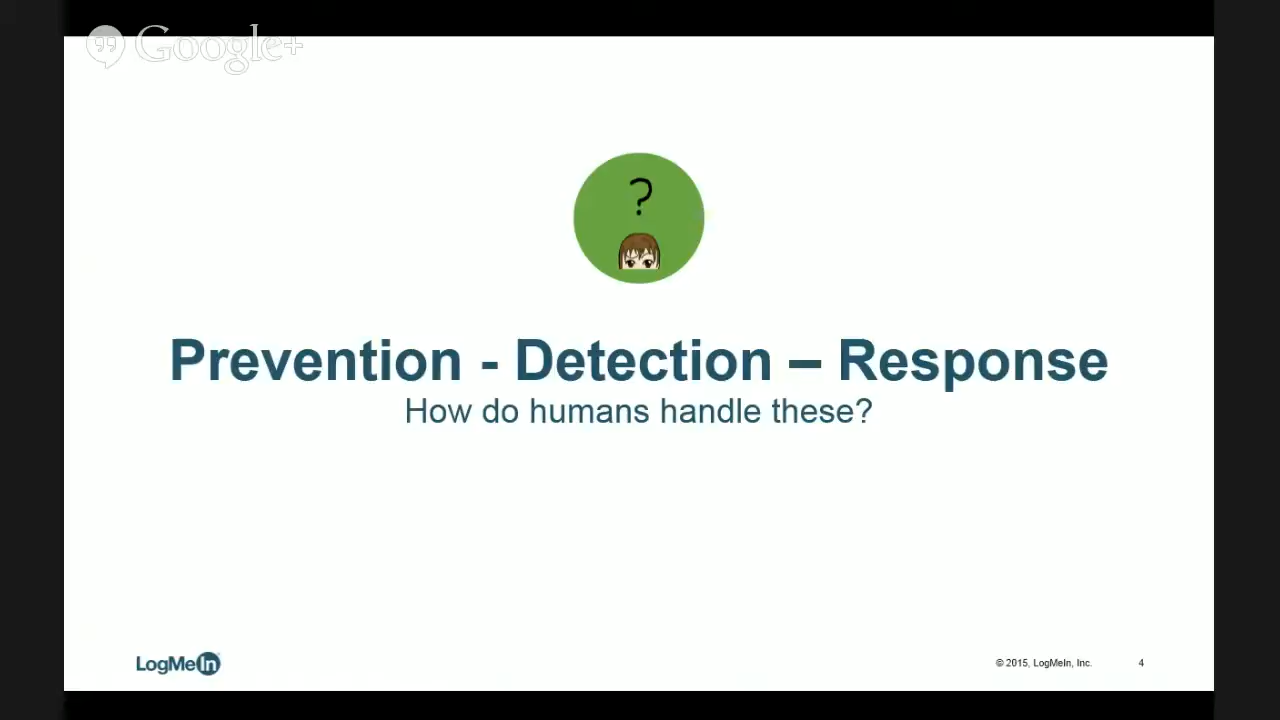 Google+
?
Prevention - Detection – Response
How do humans handle these?
LogMeIn
© 2015, LogMeIn, Inc.
4